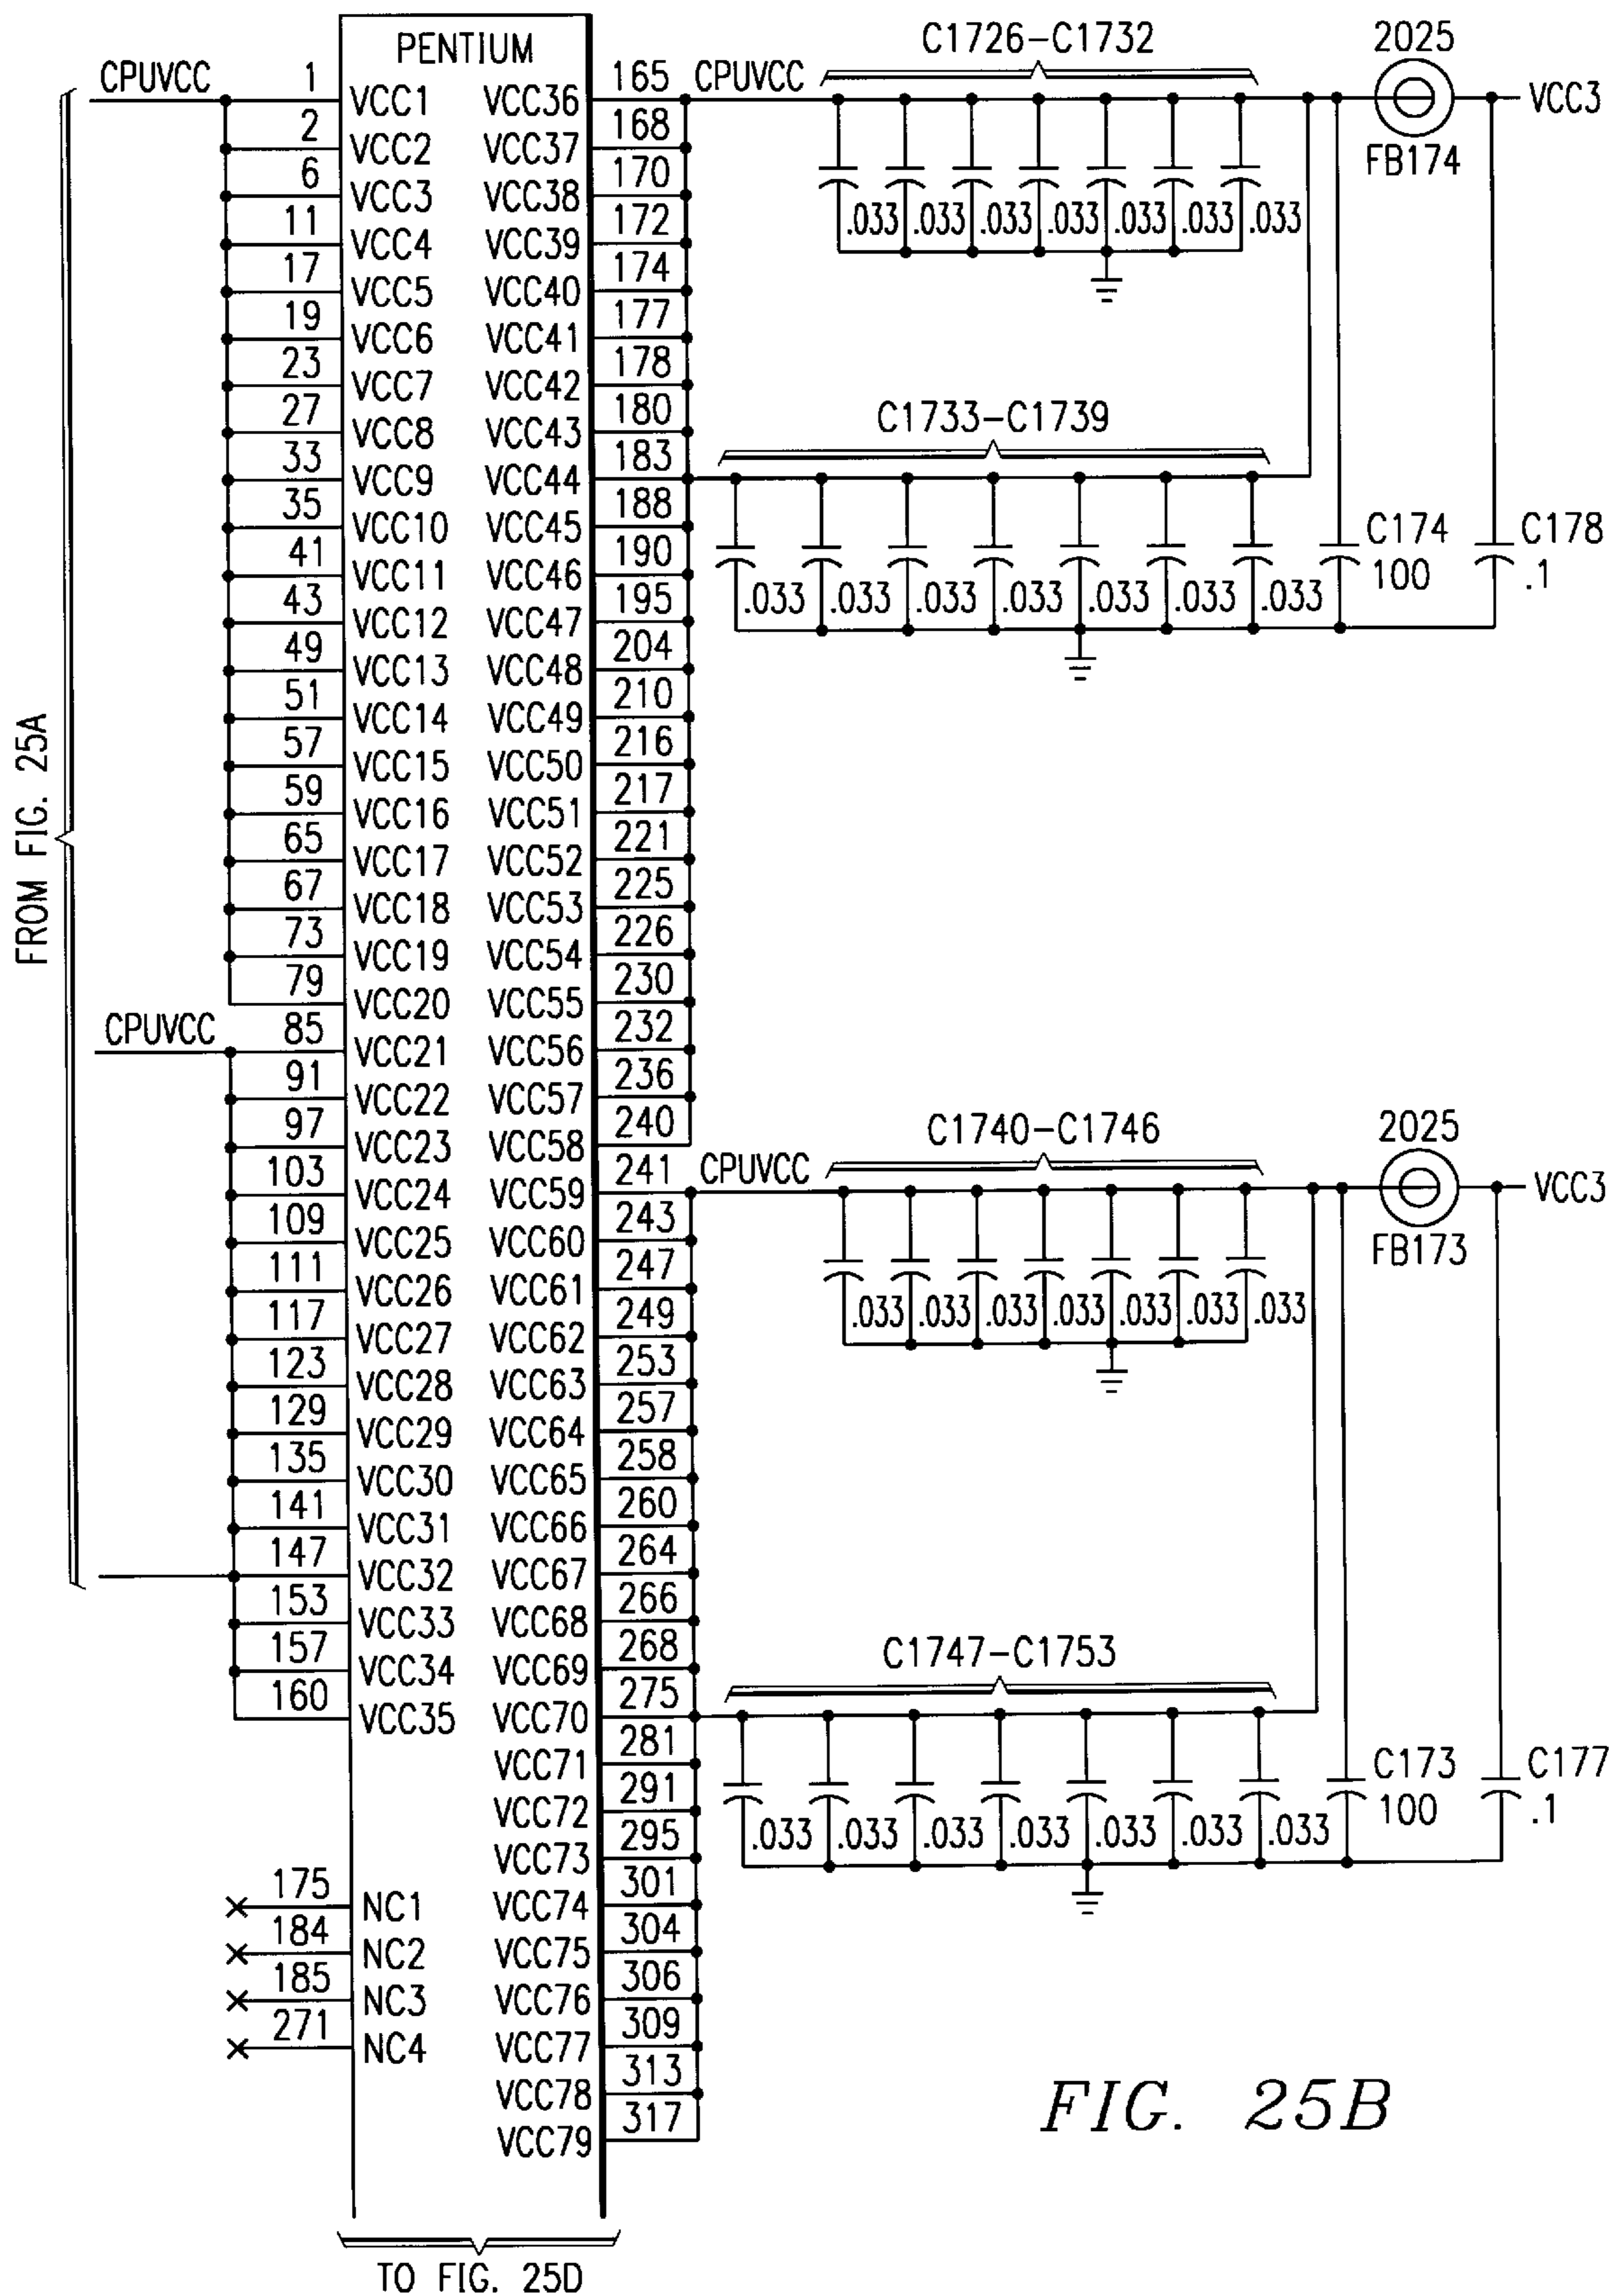 PENTIUM
C1726-C1732
2025
CPUVCC 1 VCC1 VCC36 165 CPUVCC VCC3
2 VCC2 VCC37 168
FB174
6 VCC3 VCC38 170
11 VCC4 VCC39 172 .033 .033 .033 .033 .033 .033 .033
17 VCC5 VCC40 174
19 VCC6 VCC41 177
23 VCC7 VCC42 178
27 VCC8 VCC43 180
C1733-C1739
33 VCC9 VCC44 183
35 VCC10 VCC45 188
C174 C178
41 VCC11 VCC46 190
100 .1
43 VCC12 VCC47 195 .033 .033 .033 .033 .033 .033 .033
49 VCC13 VCC48 204
51 VCC14 VCC49 210
57 VCC15 VCC50 216
FROM FIG. 25A
59 VCC16 VCC51 217
65 VCC17 VCC52 221
67 VCC18 VCC53 225
73 VCC19 VCC54 226
79 VCC20 VCC55 230
CPUVCC 85 VCC21 VCC56 232
91 VCC22 VCC57 236
97 VCC23 VCC58 240
C1740-C1746
2025
103 VCC24 VCC59 241 CPUVCC VCC3
109 VCC25 VCC60 243
FB173
111 VCC26 VCC61 247
117 VCC27 VCC62 249 .033 .033 .033 .033 .033 .033 .033
123 VCC28 VCC63 253
129 VCC29 VCC64 257
135 VCC30 VCC65 258
141 VCC31 VCC66 260
147 VCC32 VCC67 264
153 VCC33 VCC68 266
157 VCC34 VCC69 268
C1747-C1753
160 VCC35 VCC70 275
VCC71 281
C173 C177
100 .1
VCC72 291
.033 .033 .033 .033 .033 .033 .033
VCC73 295
175 NC1 VCC74 301
184 NC2 VCC75 304
185 NC3 VCC76 306
271 NC4 VCC77 309
VCC78 313
VCC79 317
FIG. 25B
TO FIG. 25D